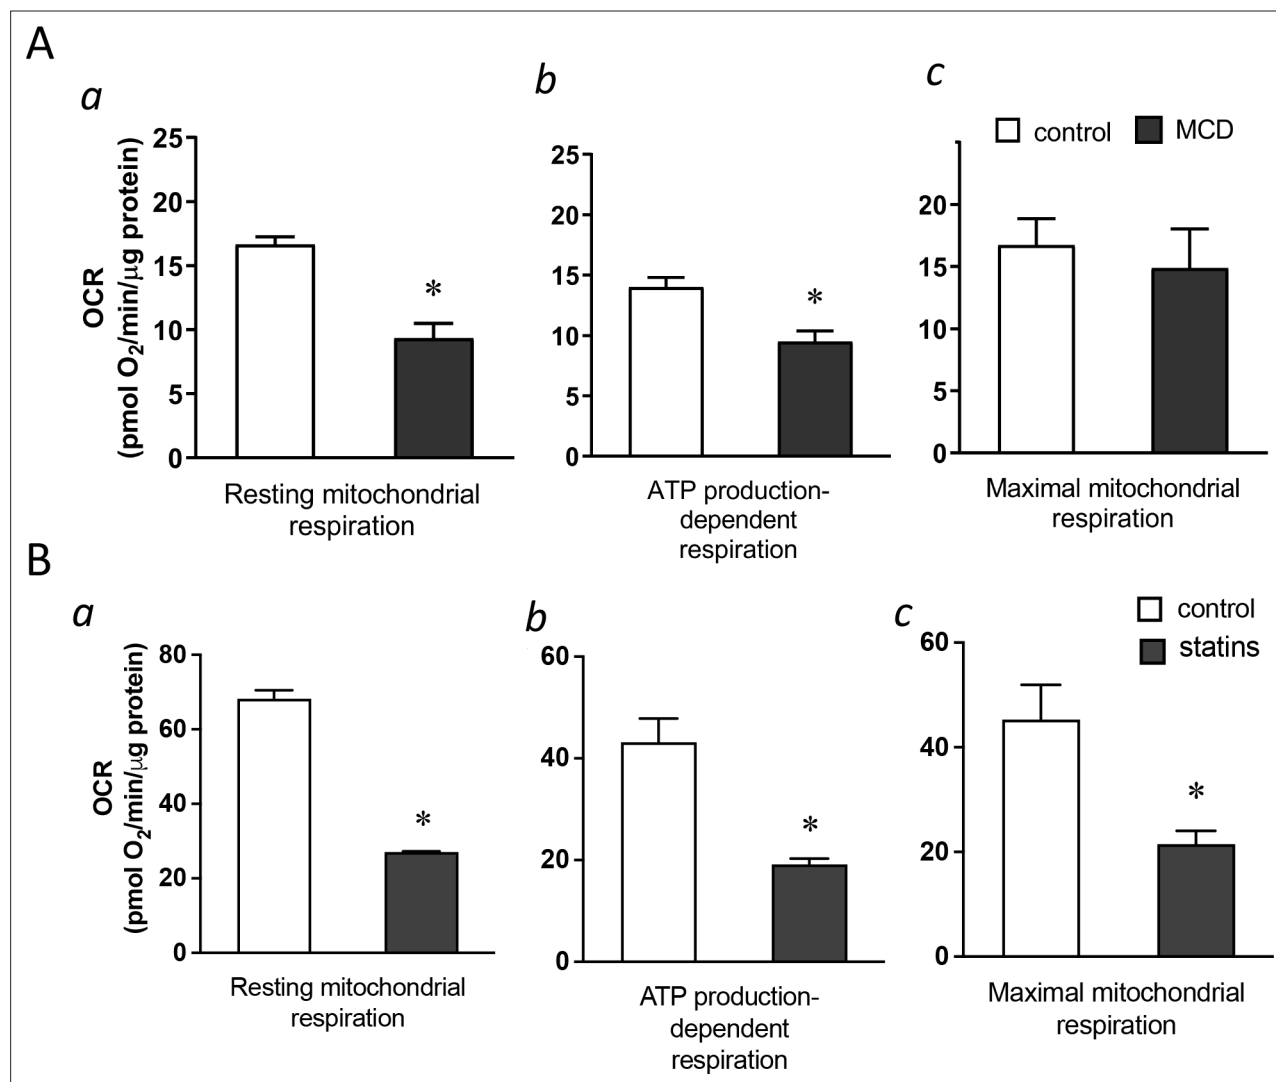 A
a
b
c
control
MCD
OCR
(pmol O2/min/µg protein)
25
20
15
10
5
0
*
25
20
15
10
5
0
*
20
15
10
5
0
Resting mitochondrial
respiration
ATP production-
dependent
respiration
Maximal mitochondrial
respiration
B
a
b
c
control
statins
OCR
(pmol O2/min/µg protein)
80
60
40
20
0
*
60
40
20
0
*
60
40
20
0
*
Resting mitochondrial
respiration
ATP production-
dependent
respiration
Maximal mitochondrial
respiration